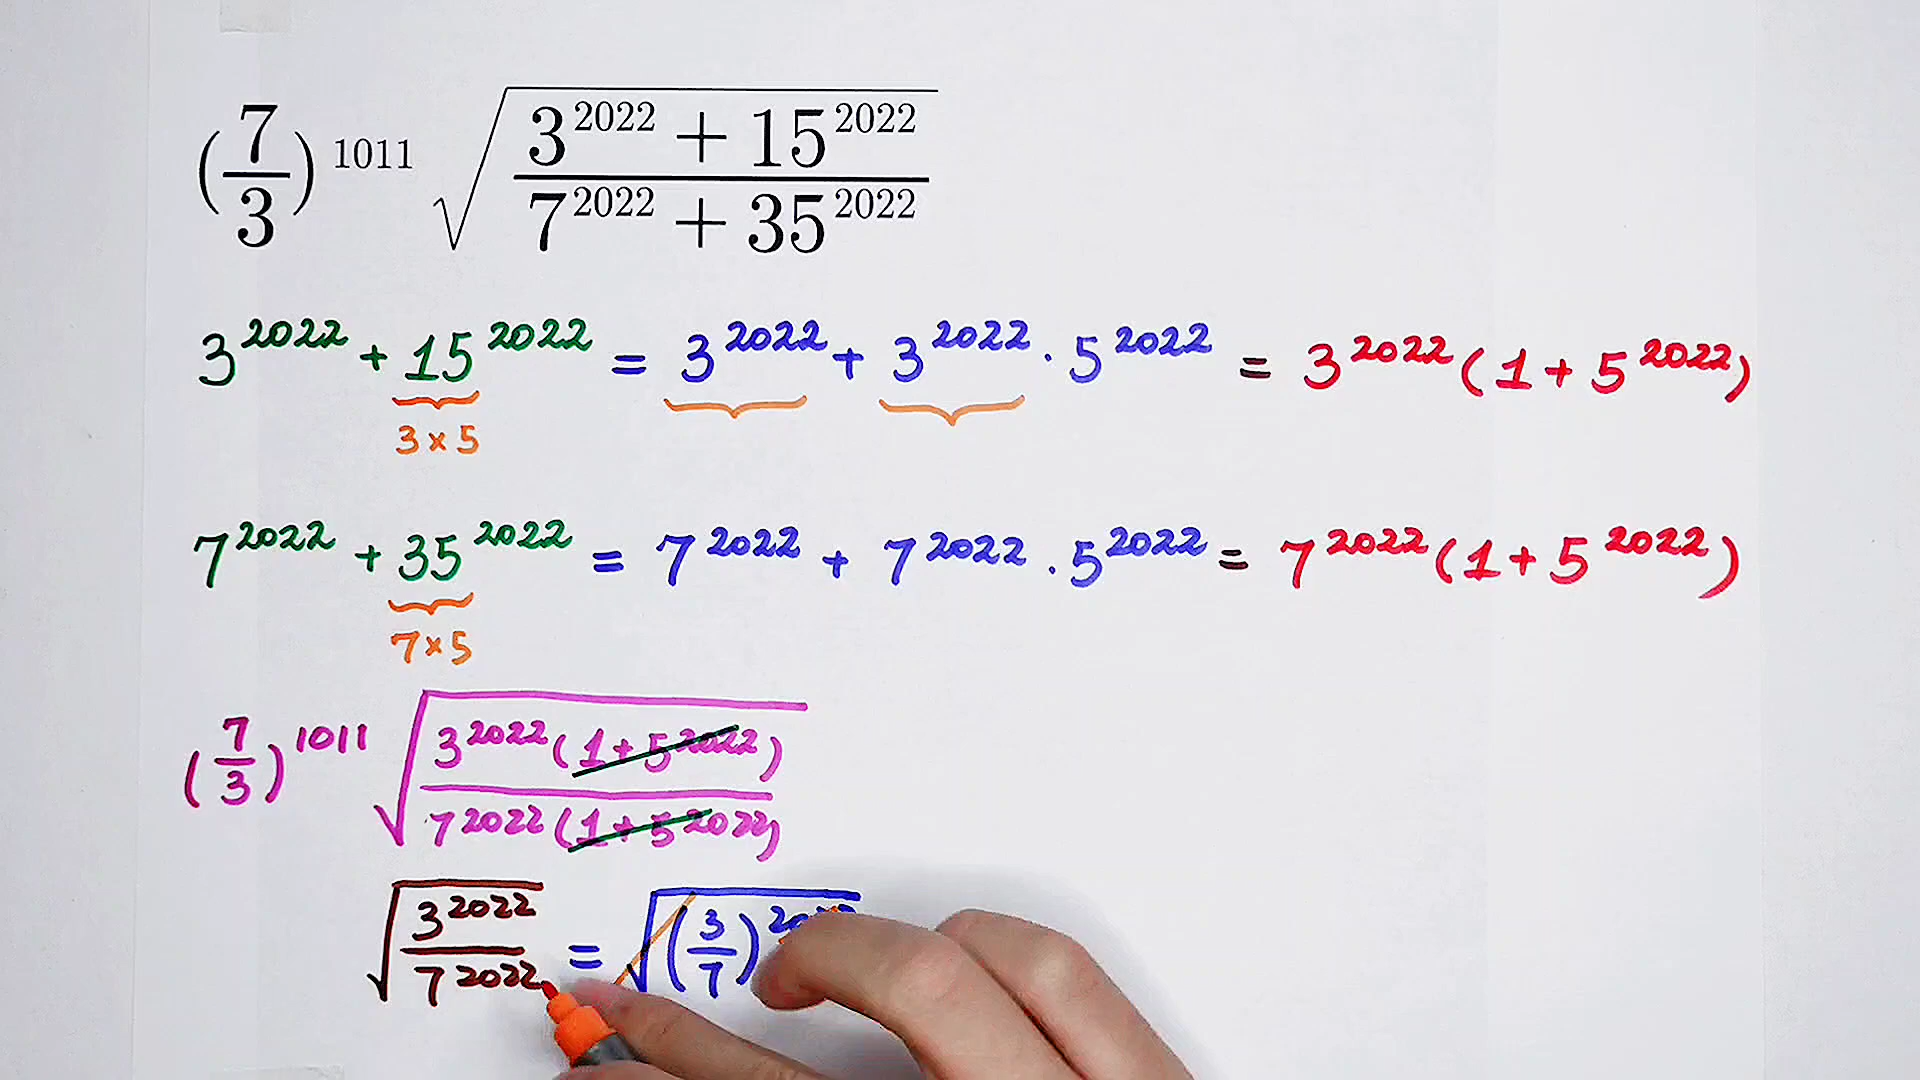 (7/3)^1011 √((3^2022 + 15^2022)/(7^2022 + 35^2022))
3^2022 + 15^2022 = 3^2022 + 3^2022 · 5^2022 = 3^2022 (1 + 5^2022)
3 × 5
7^2022 + 35^2022 = 7^2022 + 7^2022 · 5^2022 = 7^2022 (1 + 5^2022)
7 × 5
(7/3)^1011 √((3^2022 (1 + 5^2022))/(7^2022 (1 + 5^2022)))
√(3^2022/7^2022) = √((3/7)